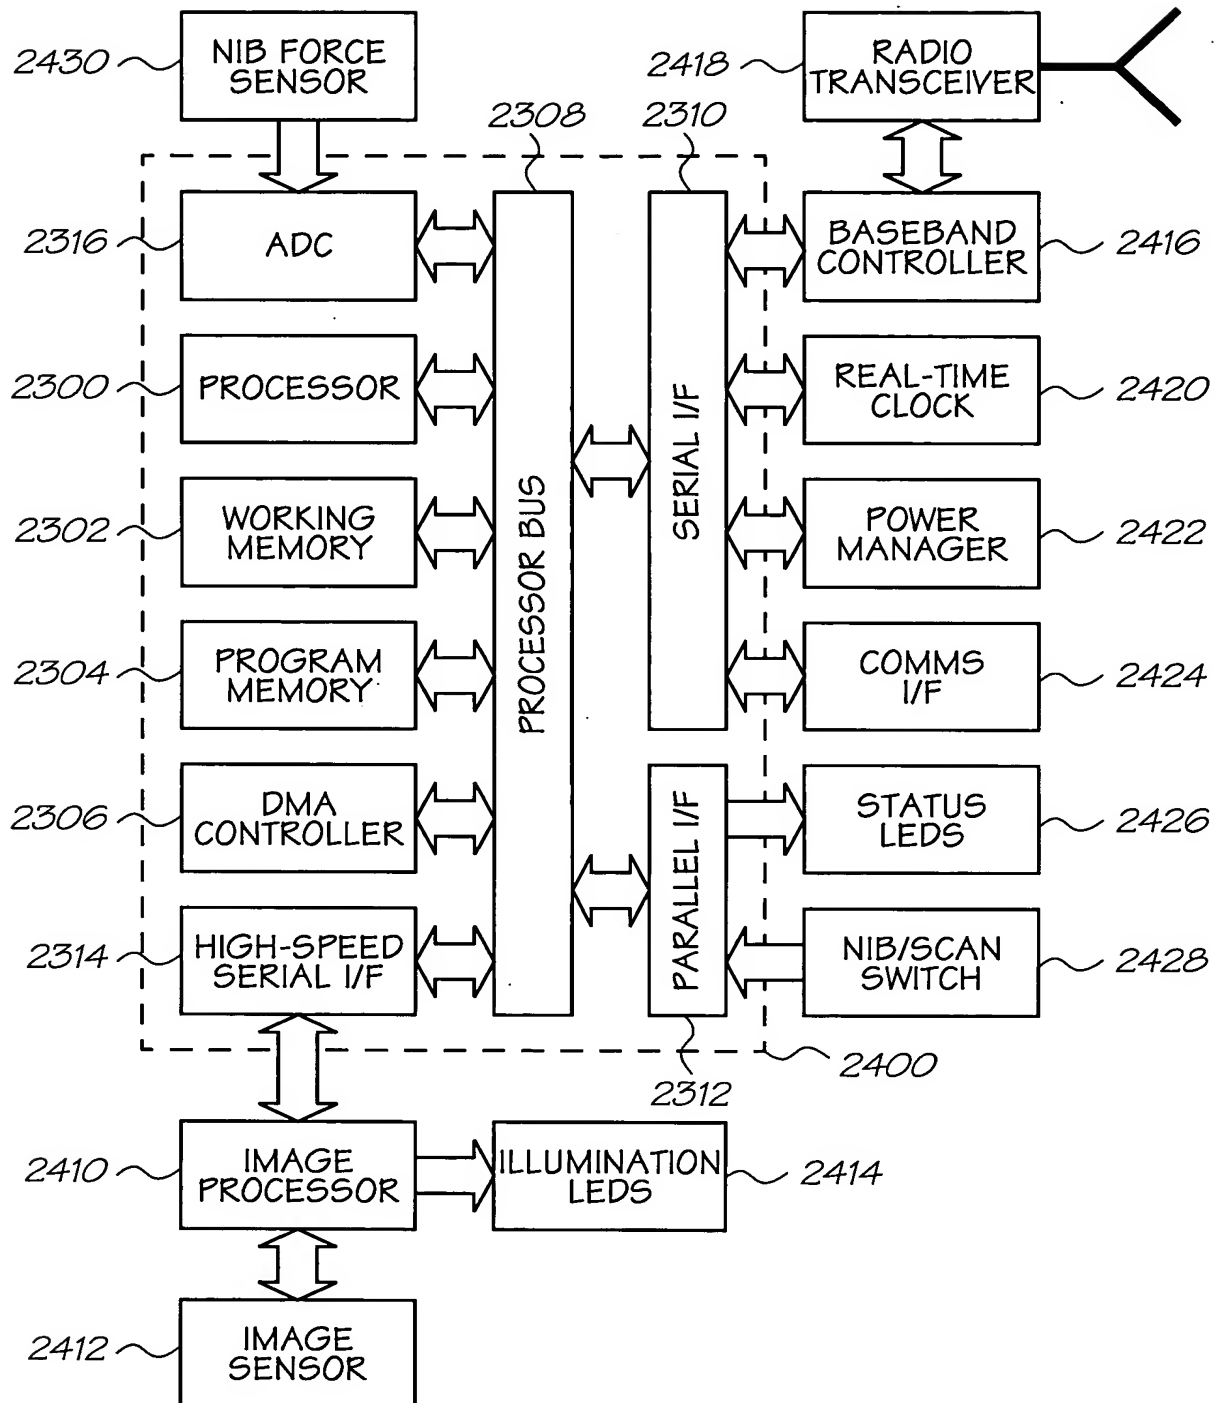 2430
NIB FORCE
SENSOR
2418
RADIO
TRANSCEIVER
2308
2310
2316
ADC
BASEBAND
CONTROLLER
2416
2300
PROCESSOR
REAL-TIME
CLOCK
2420
PROCESSOR BUS
SERIAL I/F
2302
WORKING
MEMORY
POWER
MANAGER
2422
2304
PROGRAM
MEMORY
COMMS
I/F
2424
2306
DMA
CONTROLLER
PARALLEL I/F
STATUS
LEDS
2426
2314
HIGH-SPEED
SERIAL I/F
NIB/SCAN
SWITCH
2428
2400
2312
2410
IMAGE
PROCESSOR
ILLUMINATION
LEDS
2414
2412
IMAGE
SENSOR